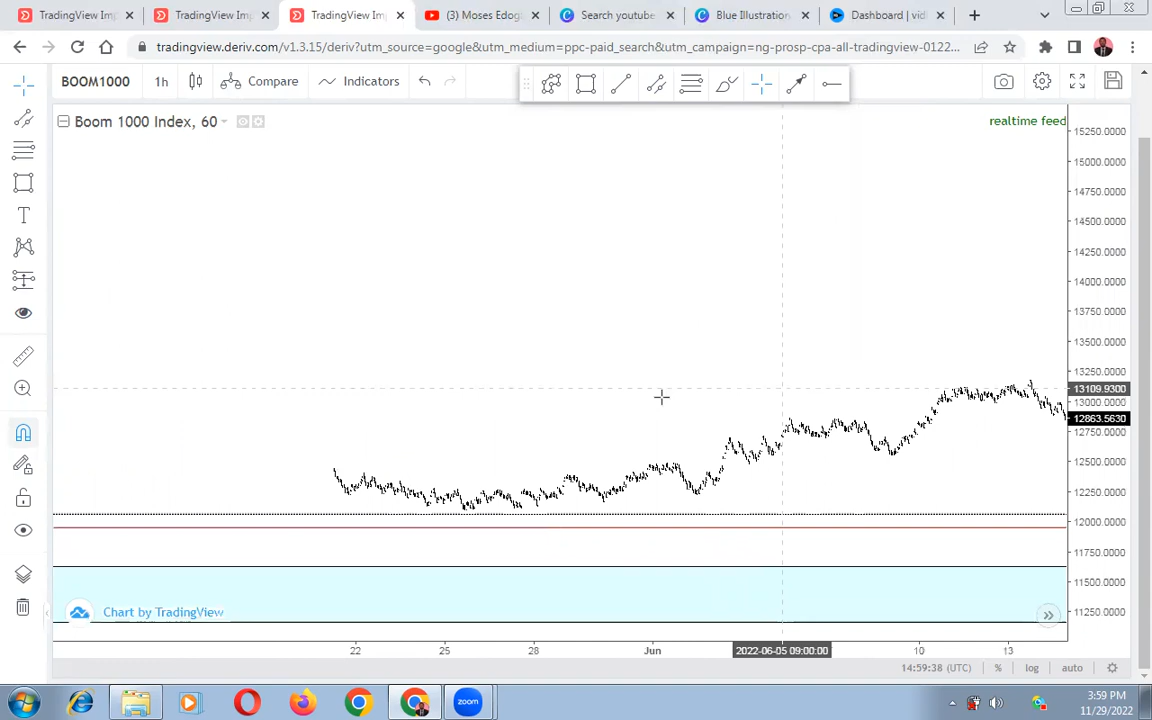 TradingView Imp
TradingView Imp
TradingView Imp
(3) Moses Edog
Search youtube
Blue Illustration
Dashboard | vidI
tradingview.deriv.com/v1.3.15/deriv?utm_source=google&utm_medium=ppc-paid_search&utm_campaign=ng-prosp-cpa-all-tradingview-0122...
BOOM1000
1h
Compare
Indicators
Boom 1000 Index, 60
realtime feed
15250.0000
15000.0000
14750.0000
14500.0000
14250.0000
14000.0000
13750.0000
13500.0000
13250.0000
13109.9300
13000.0000
12863.5630
12750.0000
12500.0000
12250.0000
12000.0000
11750.0000
11500.0000
11250.0000
Chart by TradingView
22
25
28
Jun
2022-06-05 09:00:00
10
13
14:59:38 (UTC)
%
log
auto
zoom
3:59 PM
11/29/2022